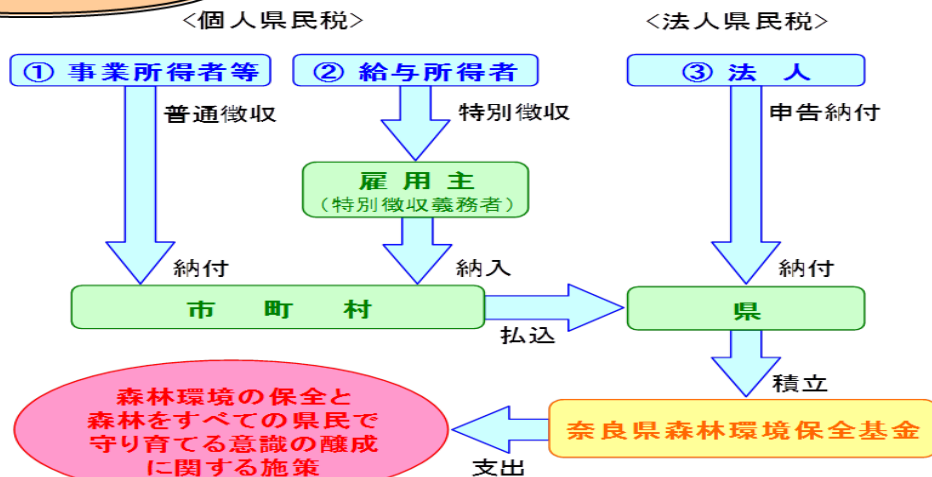 <個人県民税>
<法人県民税>
① 事業所得者等
② 給与所得者
③ 法 人
普通徴収
特別徴収
申告納付
雇 用 主
(特別徴収義務者)
納付
納入
納付
市 町 村
払込
県
積立
森林環境の保全と
森林をすべての県民で
守り育てる意識の醸成
に関する施策
支出
奈良県森林環境保全基金